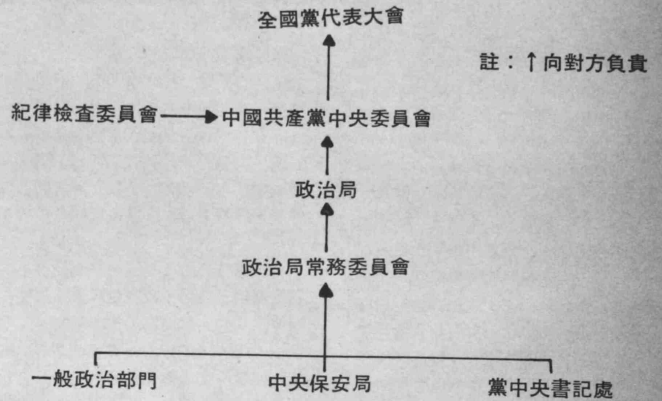 全國黨代表大會
註：↑向對方負責
紀律檢查委員會 中國共產黨中央委員會
政治局
政治局常務委員會
一般政治部門 中央保安局 黨中央書記處